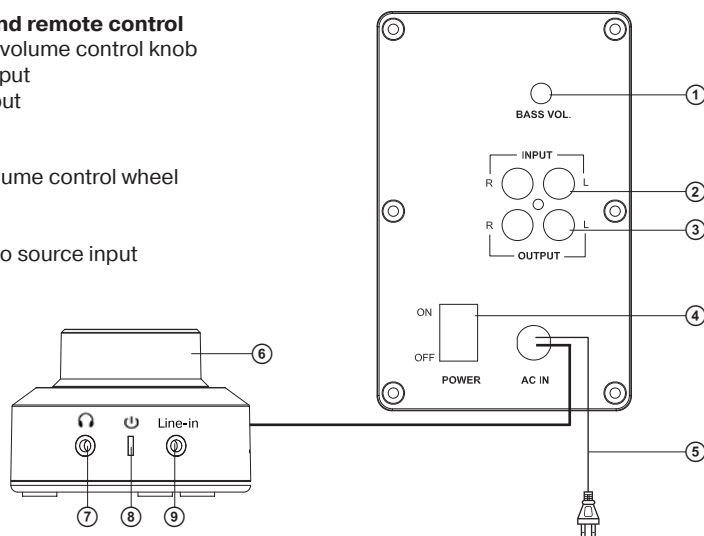 nd remote control
volume control knob
put
out
ume control wheel
o source input
1
BASS VOL.
INPUT
R L
2
R L
3
OUTPUT
ON
4
OFF
POWER AC IN
6
Line-in
5
7 8 9